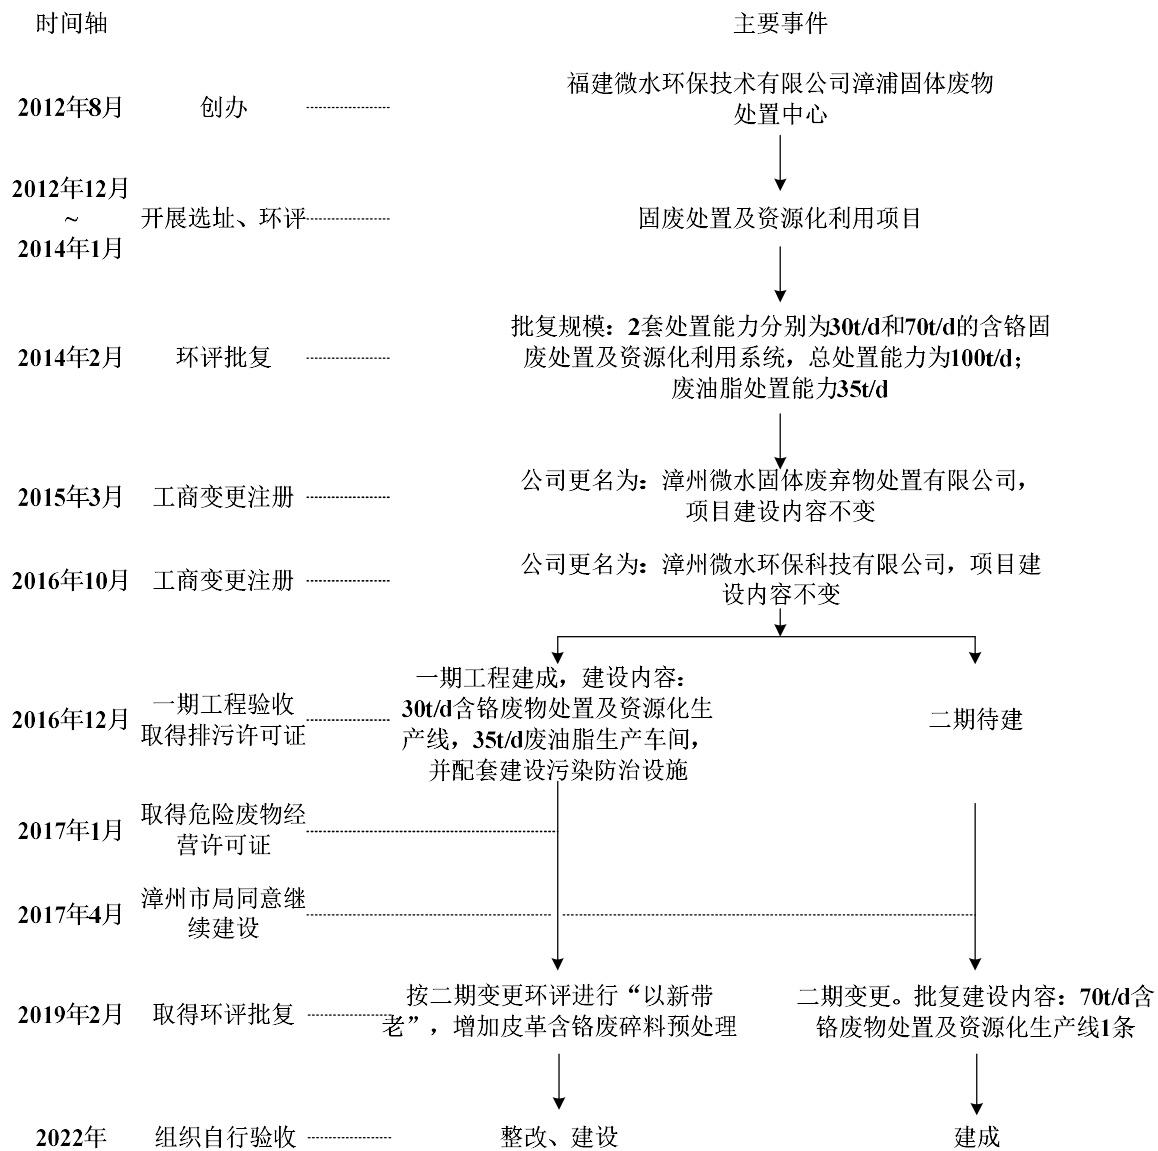 时间轴
主要事件
2012年8月
创办
福建微水环保技术有限公司漳浦固体废物
处置中心
2012年12月
~
2014年1月
开展选址、环评
固废处置及资源化利用项目
2014年2月
环评批复
批复规模：2套处置能力分别为30t/d和70t/d的含铬固
废处置及资源化利用系统，总处置能力为100t/d；
废油脂处置能力35t/d
2015年3月
工商变更注册
公司更名为：漳州微水固体废弃物处置有限公司，
项目建设内容不变
2016年10月
工商变更注册
公司更名为：漳州微水环保科技有限公司，项目建
设内容不变
2016年12月
一期工程验收
取得排污许可证
一期工程建成，建设内容：
30t/d含铬废物处置及资源化生
产线，35t/d废油脂生产车间，
并配套建设污染防治设施
二期待建
2017年1月
取得危险废物经
营许可证
2017年4月
漳州市局同意继
续建设
2019年2月
取得环评批复
按二期变更环评进行“以新带
老”，增加皮革含铬废碎料预处理
二期变更。批复建设内容：70t/d含
铬废物处置及资源化生产线1条
2022年
组织自行验收
整改、建设
建成